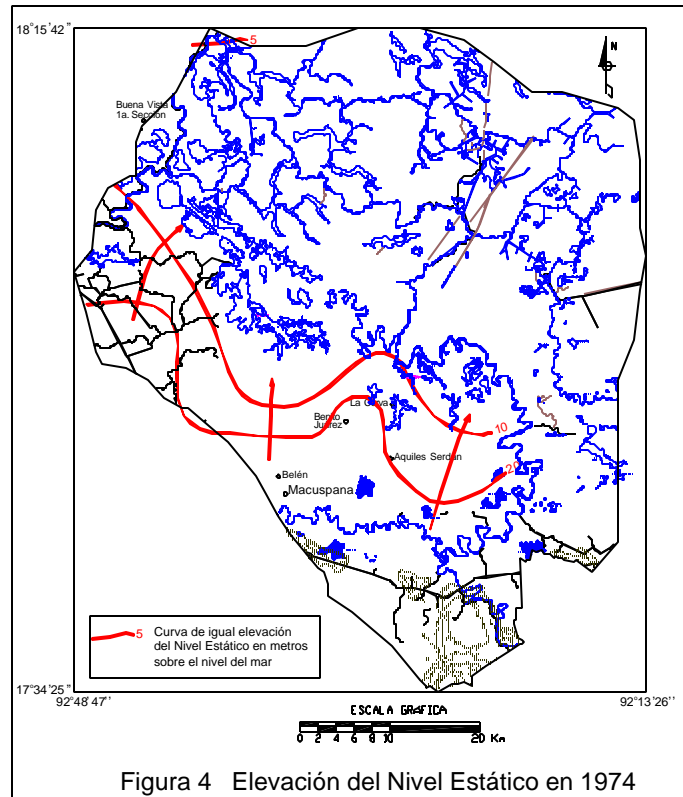 18°15'42
5
N
Buena Vista
1a. Sección
La Curva
Benito
Juárez
10
Aquiles Serdán
20
Belén
Macuspana
5 Curva de igual elevación
del Nivel Estático en metros
sobre el nivel del mar
17°34'25"
92°48'47''
92°13'26''
ESCALA GRAFICA
0 2 4 6 8 10 20 Km
Figura 4 Elevación del Nivel Estático en 1974